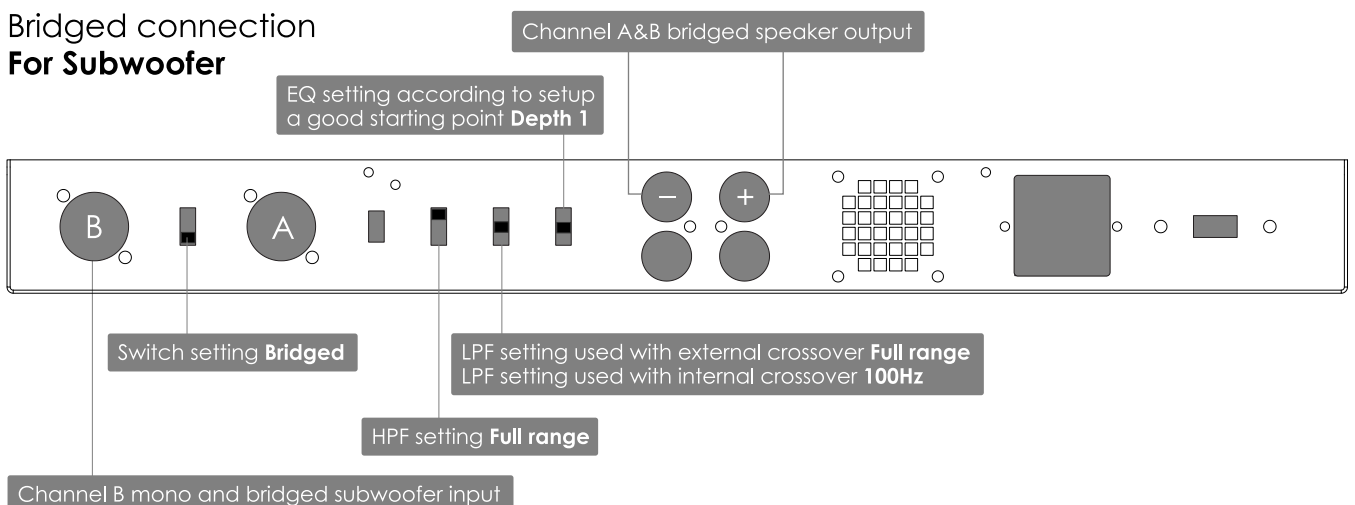 Bridged connection
For Subwoofer
Channel A&B bridged speaker output
EQ setting according to setup
a good starting point Depth 1
B
A
−
+
Switch setting Bridged
LPF setting used with external crossover Full range
LPF setting used with internal crossover 100Hz
HPF setting Full range
Channel B mono and bridged subwoofer input